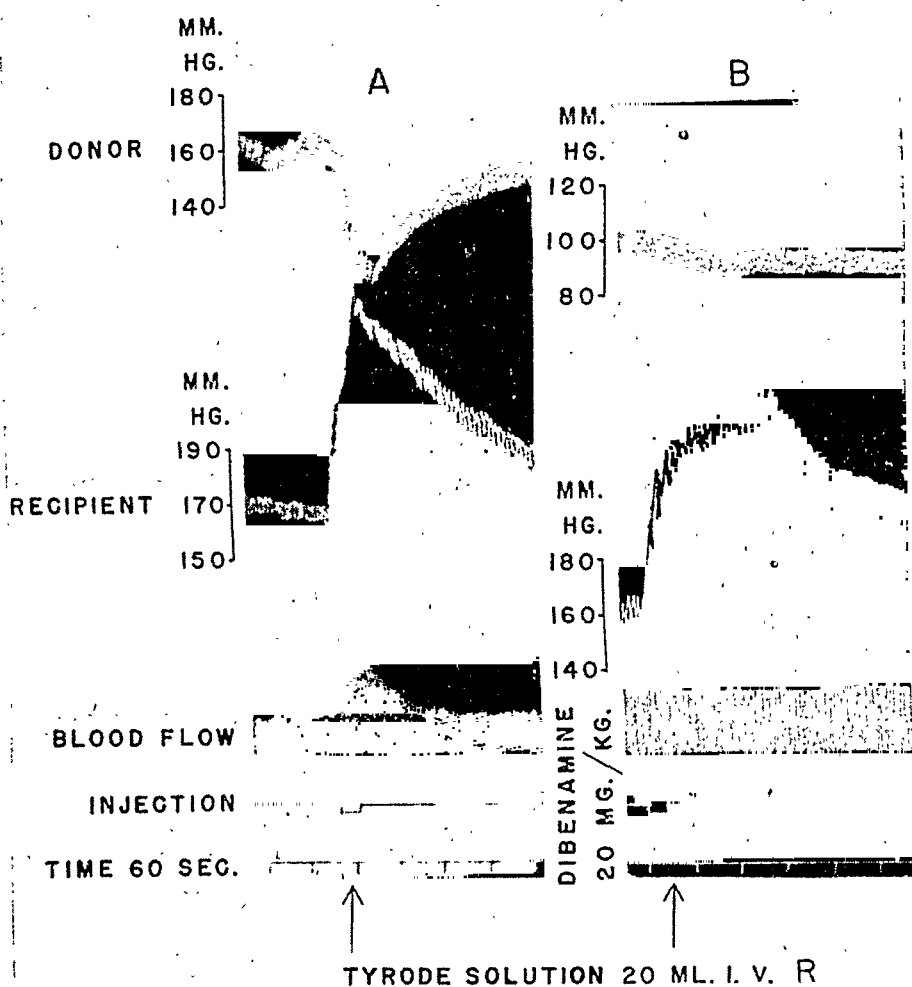 MM.
HG.
A
180
DONOR 160
140
MM.
HG.
190
RECIPIENT 170
150
B
MM.
HG.
120
100
80
MM.
HG.
180
160
140
BLOOD FLOW
INJECTION
TIME 60 SEC.
DIBENAMINE
20 MG./KG.
TYRODE SOLUTION 20 ML. I. V. R